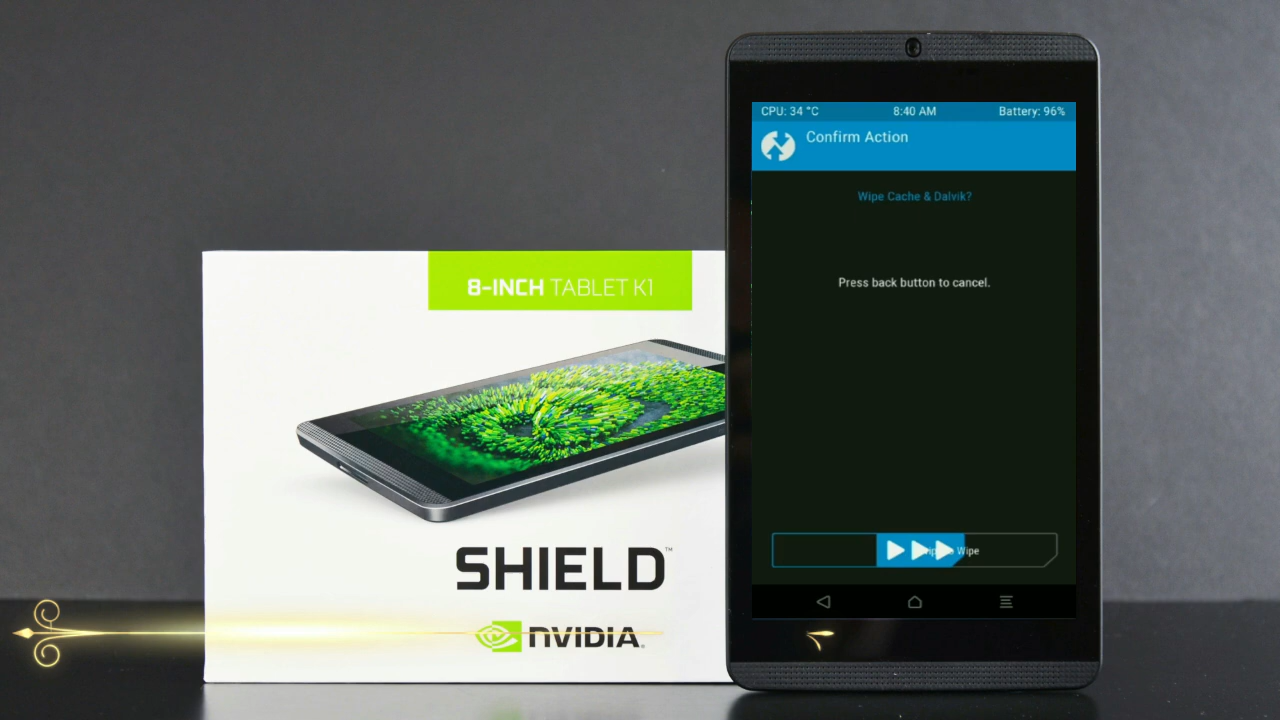 8-INCH TABLET K1
SHIELD™
NVIDIA.
CPU: 34 °C 8:40 AM Battery: 96%
Confirm Action
Wipe Cache & Dalvik?
Press back button to cancel.
Wipe